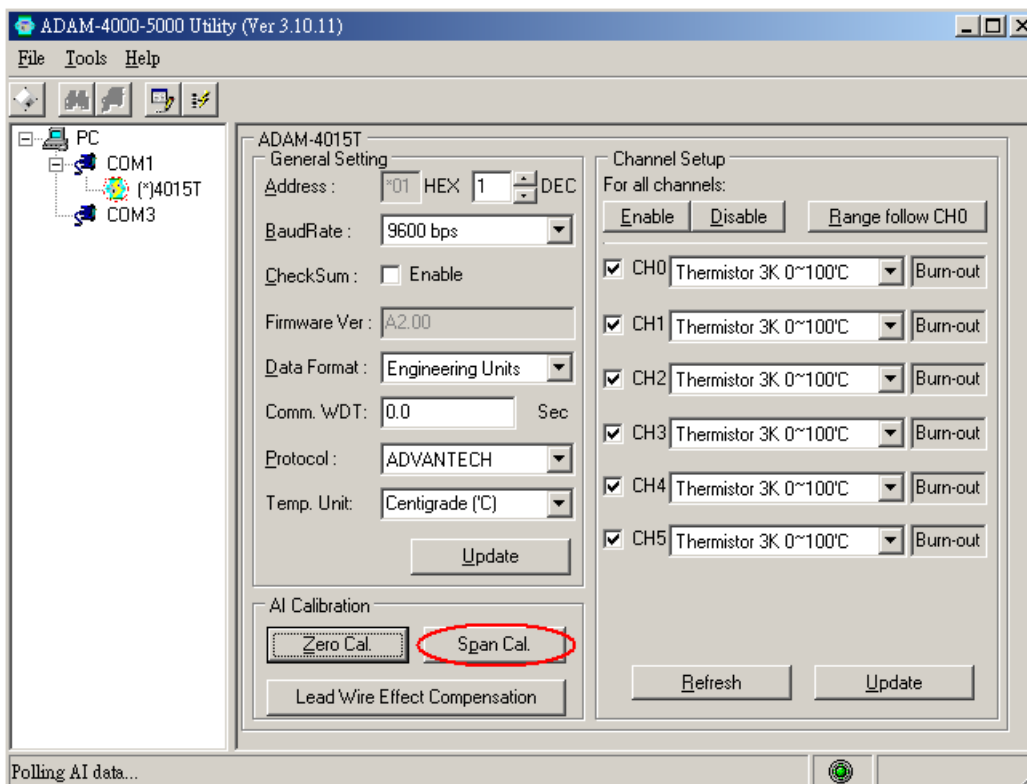 ADAM-4000-5000 Utility (Ver 3.10.11)
File Tools Help
PC
COM1
(*)4015T
COM3
ADAM-4015T
General Setting
Address : *01 HEX 1 DEC
BaudRate : 9600 bps
CheckSum : Enable
Firmware Ver : A2.00
Data Format : Engineering Units
Comm. WDT: 0.0 Sec
Protocol : ADVANTECH
Temp. Unit: Centigrade ('C)
Update
AI Calibration
Zero Cal. Span Cal.
Lead Wire Effect Compensation
Channel Setup
For all channels:
Enable Disable Range follow CH0
CH0 Thermistor 3K 0~100'C Burn-out
CH1 Thermistor 3K 0~100'C Burn-out
CH2 Thermistor 3K 0~100'C Burn-out
CH3 Thermistor 3K 0~100'C Burn-out
CH4 Thermistor 3K 0~100'C Burn-out
CH5 Thermistor 3K 0~100'C Burn-out
Refresh Update
Polling AI data...